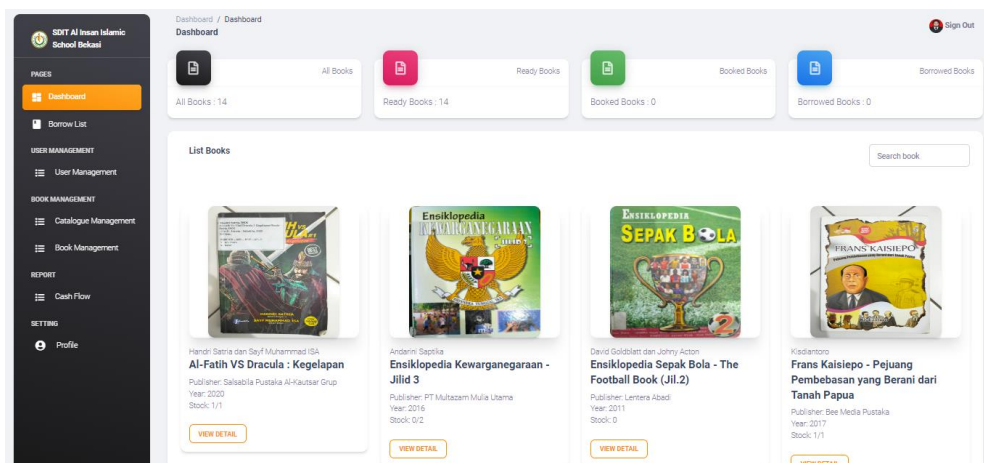 SDIT Al Insan Islamic
School Bekasi
PAGES
Dashboard
Borrow List
USER MANAGEMENT
User Management
BOOK MANAGEMENT
Catalogue Management
Book Management
REPORT
Cash Flow
SETTING
Profile
Dashboard / Dashboard
Dashboard
Sign Out
All Books
All Books : 14
Ready Books
Ready Books : 14
Booked Books
Booked Books : 0
Borrowed Books
Borrowed Books : 0
List Books
Search book
Handri Satria dan Sayf Muhammad ISA
Al-Fatih VS Dracula : Kegelapan
Publisher: Salsabila Pustaka Al-Kautsar Grup
Year: 2020
Stock: 1/1
VIEW DETAIL
Ensiklopedia
KEWARGANEGARAAN
JILID 3
Andarini Saptika
Ensiklopedia Kewarganegaraan -
Jilid 3
Publisher: PT Multazam Mulia Utama
Year: 2016
Stock: 0/2
VIEW DETAIL
ENSIKLOPEDIA
SEPAK BOLA
2
David Goldblatt dan Johny Acton
Ensiklopedia Sepak Bola - The
Football Book (Jil.2)
Publisher: Lentera Abadi
Year: 2011
Stock: 0
VIEW DETAIL
FRANS KAISIEPO
Kisdiantoro
Frans Kaisiepo - Pejuang
Pembebasan yang Berani dari
Tanah Papua
Publisher: Bee Media Pustaka
Year: 2017
Stock: 1/1
VIEW DETAIL